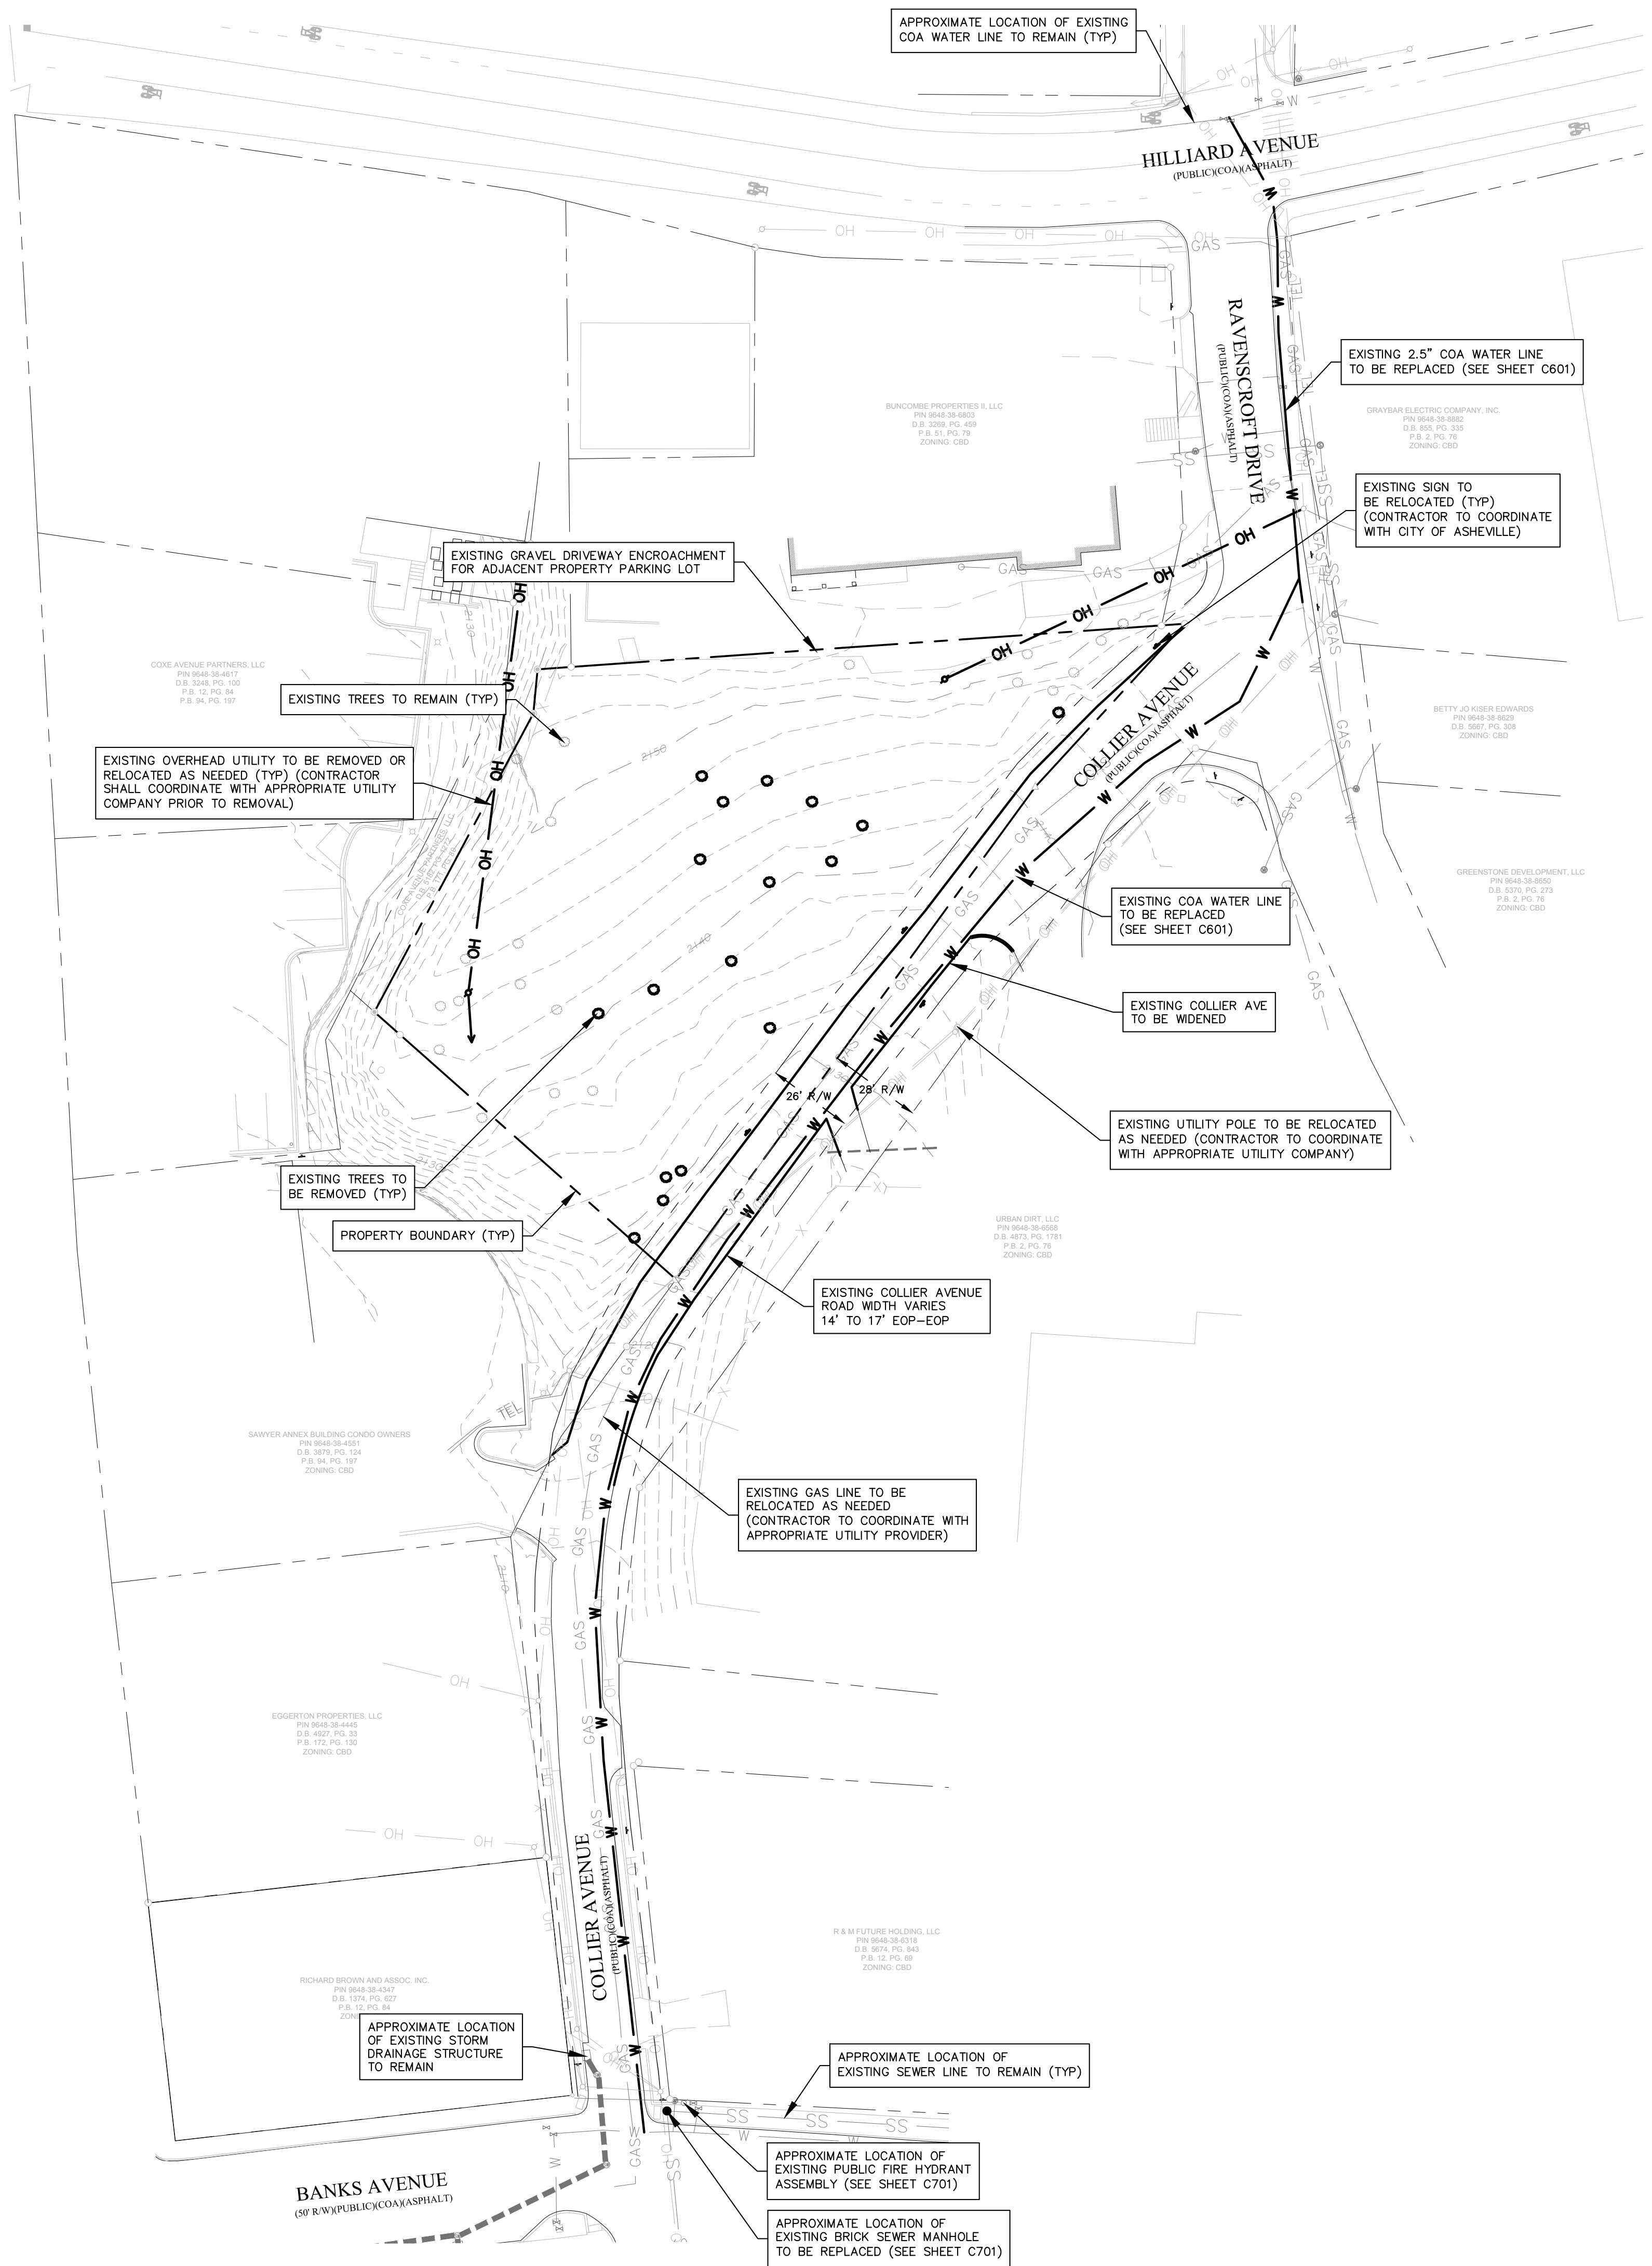 APPROXIMATE LOCATION OF EXISTING
COA WATER LINE TO REMAIN (TYP)
HILLIARD AVENUE
(PUBLIC)(COA)(ASPHALT)
RAVENSCROFT DRIVE
(PUBLIC)(COA)(ASPHALT)
EXISTING 2.5" COA WATER LINE
TO BE REPLACED (SEE SHEET C601)
BUNCOMBE PROPERTIES II, LLC
PIN 9648-38-6803
D.B. 3269, PG. 459
P.B. 51, PG. 79
ZONING: CBD
GRAYBAR ELECTRIC COMPANY, INC.
PIN 9648-38-8882
D.B. 855, PG. 335
P.B. 2, PG. 76
ZONING: CBD
EXISTING SIGN TO
BE RELOCATED (TYP)
(CONTRACTOR TO COORDINATE
WITH CITY OF ASHEVILLE)
EXISTING GRAVEL DRIVEWAY ENCROACHMENT
FOR ADJACENT PROPERTY PARKING LOT
COXE AVENUE PARTNERS, LLC
PIN 9648-38-4617
D.B. 3248, PG. 100
P.B. 12, PG. 84
P.B. 94, PG. 197
EXISTING TREES TO REMAIN (TYP)
COLLIER AVENUE
(PUBLIC)(COA)(ASPHALT)
BETTY JO KISER EDWARDS
PIN 9648-38-8629
D.B. 5667, PG. 308
ZONING: CBD
EXISTING OVERHEAD UTILITY TO BE REMOVED OR
RELOCATED AS NEEDED (TYP) (CONTRACTOR
SHALL COORDINATE WITH APPROPRIATE UTILITY
COMPANY PRIOR TO REMOVAL)
2130
2150
2140
COXE AVENUE PARTNERS, LLC
GREENSTONE DEVELOPMENT, LLC
PIN 9648-38-8650
D.B. 5370, PG. 273
P.B. 2, PG. 76
ZONING: CBD
EXISTING COA WATER LINE
TO BE REPLACED
(SEE SHEET C601)
EXISTING COLLIER AVE
TO BE WIDENED
26' R/W
28' R/W
EXISTING UTILITY POLE TO BE RELOCATED
AS NEEDED (CONTRACTOR TO COORDINATE
WITH APPROPRIATE UTILITY COMPANY)
2130
EXISTING TREES TO
BE REMOVED (TYP)
PROPERTY BOUNDARY (TYP)
URBAN DIRT, LLC
PIN 9648-38-6568
D.B. 4873, PG. 1781
P.B. 2, PG. 76
ZONING: CBD
EXISTING COLLIER AVENUE
ROAD WIDTH VARIES
14' TO 17' EOP-EOP
TEL
SAWYER ANNEX BUILDING CONDO OWNERS
PIN 9648-38-4551
D.B. 3879, PG. 124
P.B. 94, PG. 197
ZONING: CBD
EXISTING GAS LINE TO BE
RELOCATED AS NEEDED
(CONTRACTOR TO COORDINATE WITH
APPROPRIATE UTILITY PROVIDER)
2110
EGGERTON PROPERTIES, LLC
PIN 9648-38-4445
D.B. 4927, PG. 33
P.B. 172, PG. 130
ZONING: CBD
COLLIER AVENUE
(PUBLIC)(COA)(ASPHALT)
R & M FUTURE HOLDING, LLC
PIN 9648-38-6318
D.B. 5674, PG. 843
P.B. 12, PG. 69
ZONING: CBD
RICHARD BROWN AND ASSOC. INC.
PIN 9648-38-4347
D.B. 1374, PG. 627
P.B. 12, PG. 84
APPROXIMATE LOCATION
OF EXISTING STORM
DRAINAGE STRUCTURE
TO REMAIN
APPROXIMATE LOCATION OF
EXISTING SEWER LINE TO REMAIN (TYP)
SS SS SS
APPROXIMATE LOCATION OF
EXISTING PUBLIC FIRE HYDRANT
ASSEMBLY (SEE SHEET C701)
BANKS AVENUE
(50' R/W)(PUBLIC)(COA)(ASPHALT)
APPROXIMATE LOCATION OF
EXISTING BRICK SEWER MANHOLE
TO BE REPLACED (SEE SHEET C701)